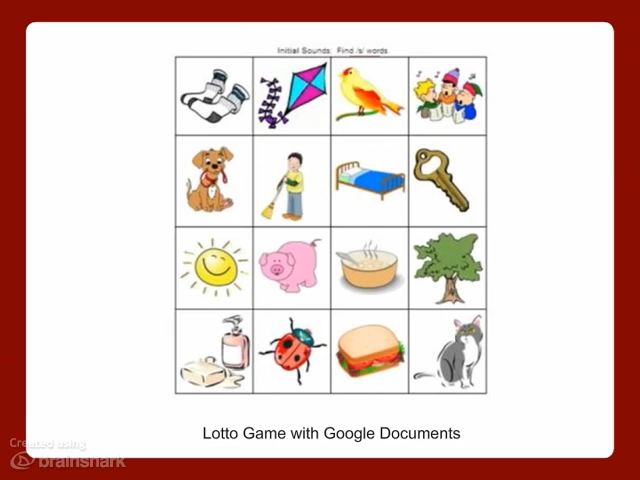 Initial Sounds: Find /s/ words
Lotto Game with Google Documents
Created using
brainshark